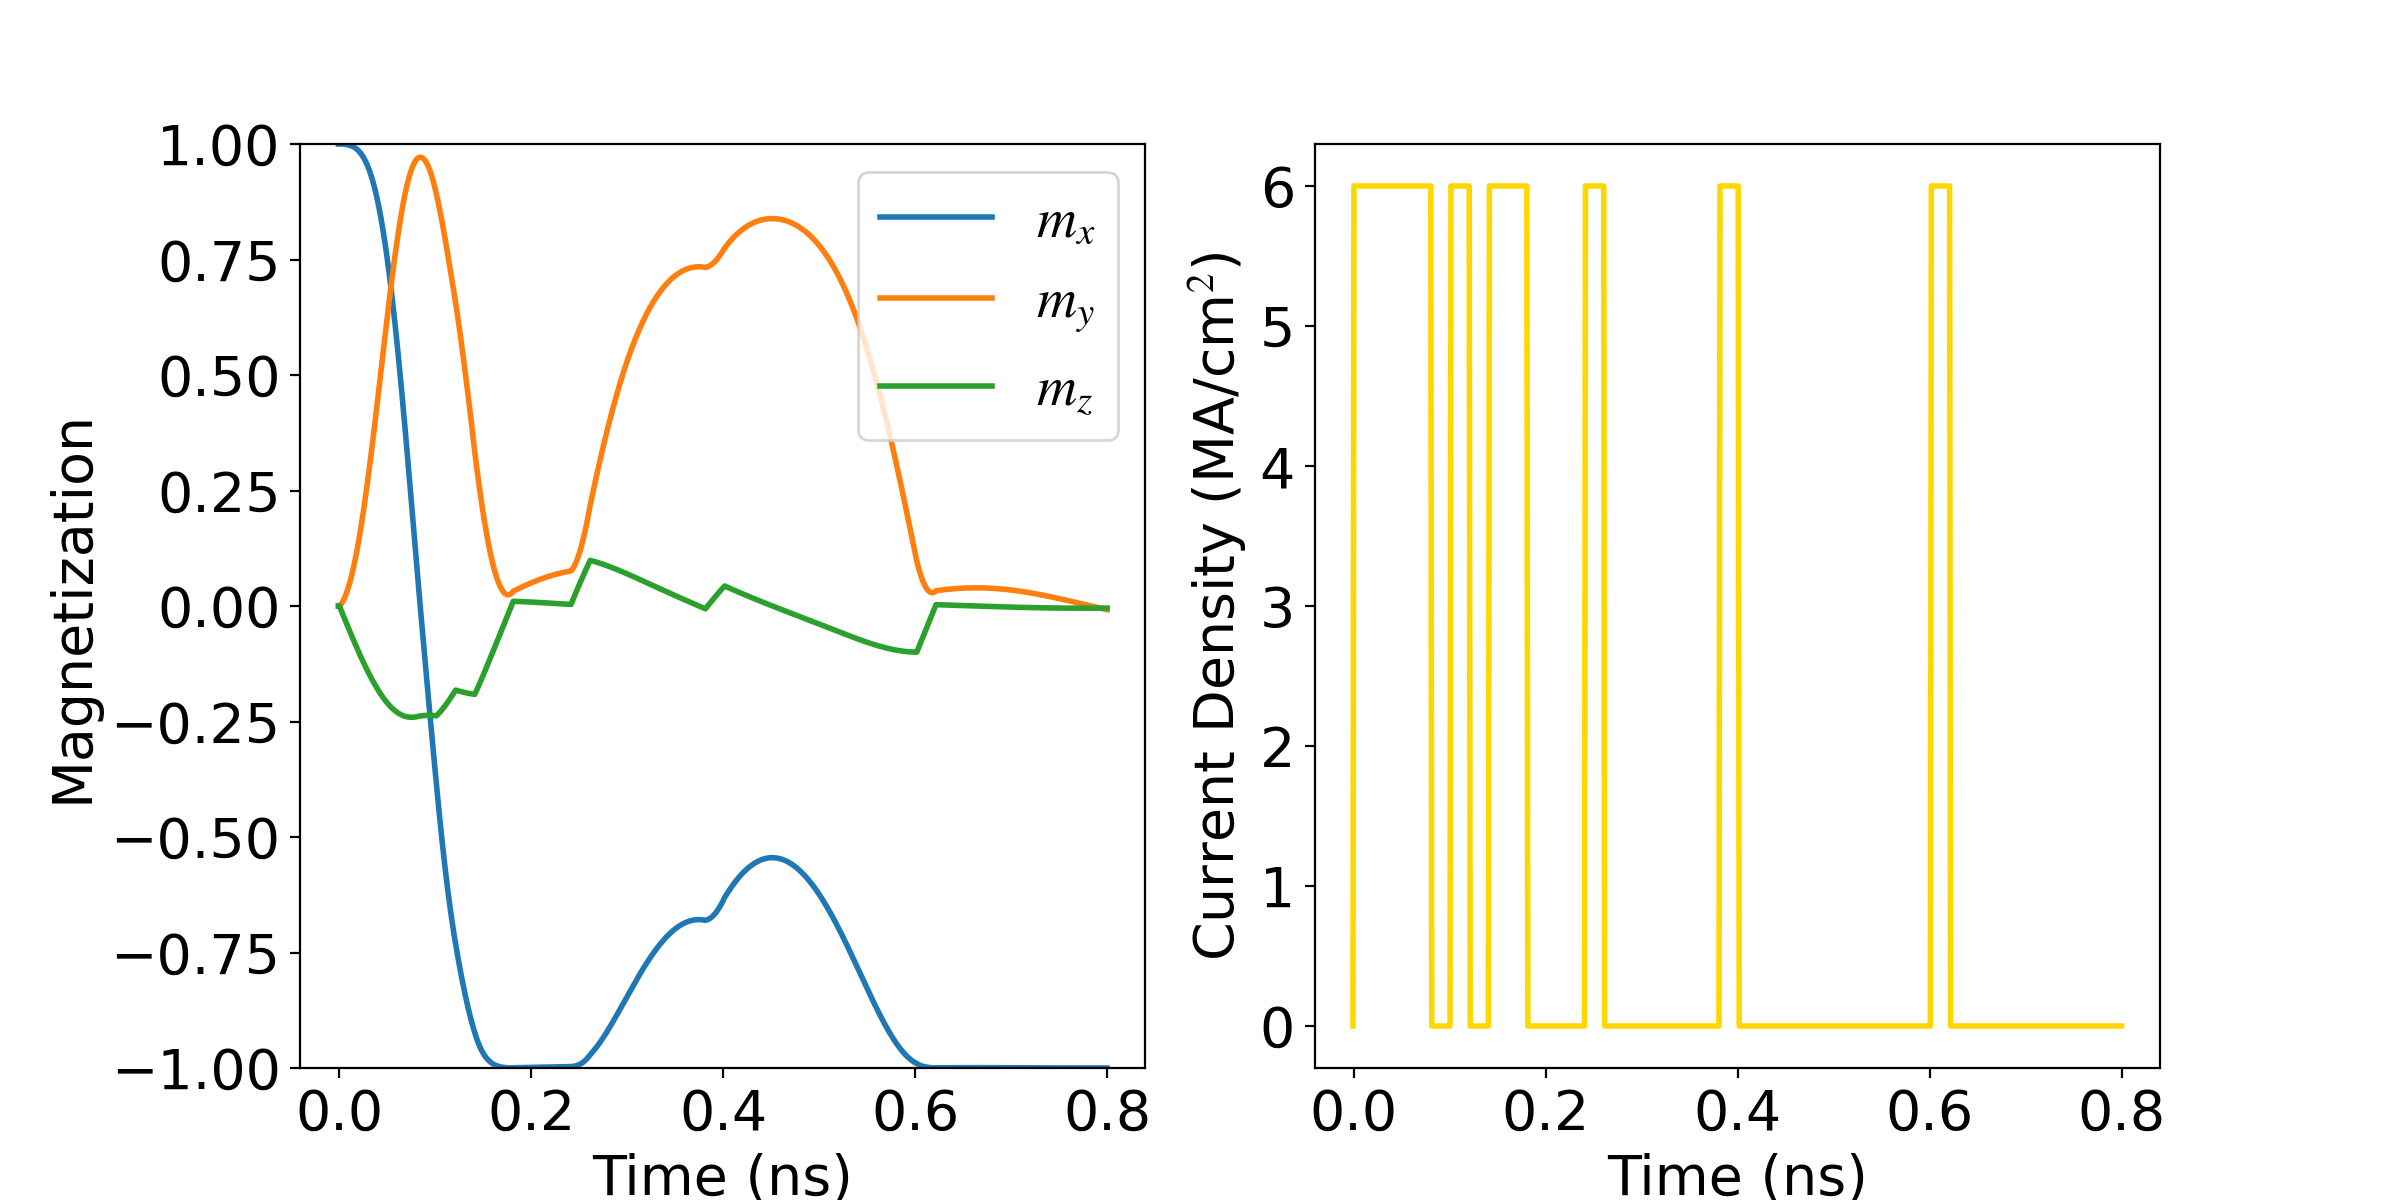 Magnetization
1.00
0.75
0.50
0.25
0.00
−0.25
−0.50
−0.75
−1.00
0.0 0.2 0.4 0.6 0.8
Time (ns)
m_x
m_y
m_z
Current Density (MA/cm²)
6
5
4
3
2
1
0
0.0 0.2 0.4 0.6 0.8
Time (ns)